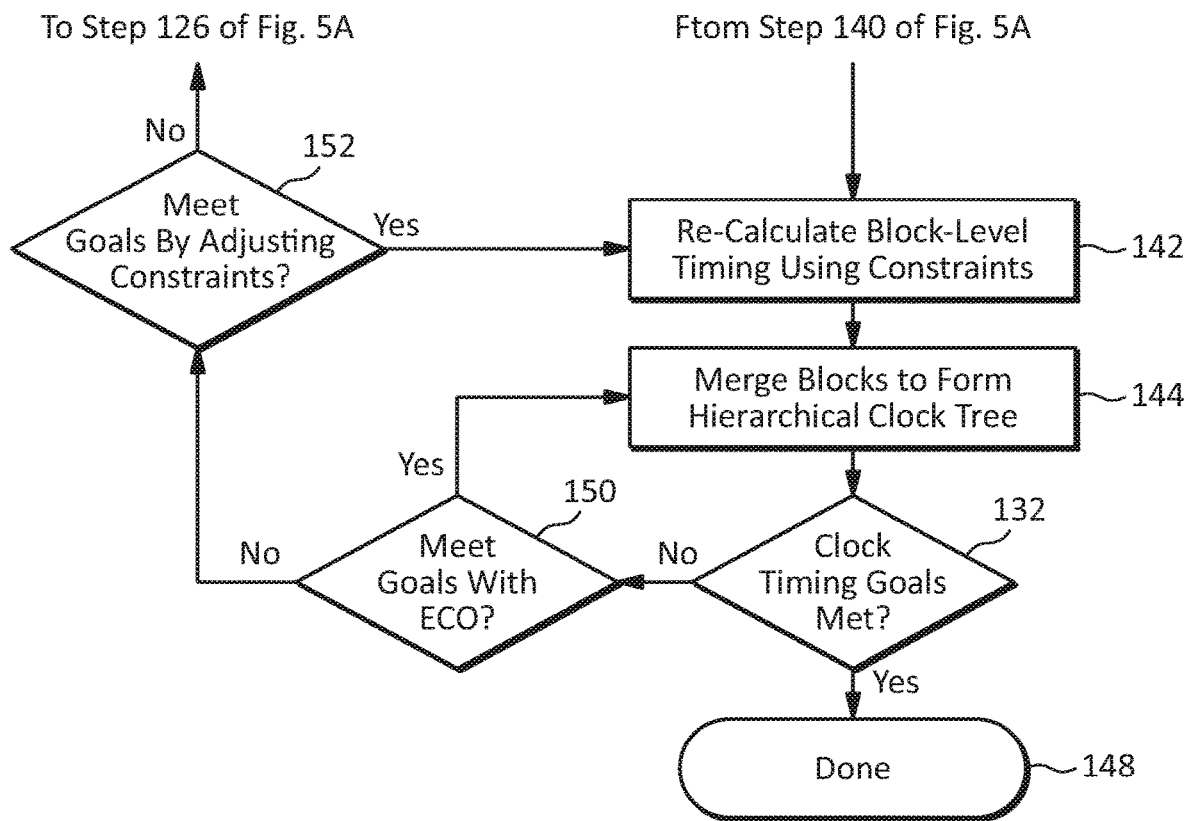 To Step 126 of Fig. 5A
Ftom Step 140 of Fig. 5A
No
152
Meet
Goals By Adjusting
Constraints?
Yes
Re-Calculate Block-Level
Timing Using Constraints
142
Merge Blocks to Form
Hierarchical Clock Tree
144
Yes
150
No
Meet
Goals With
ECO?
No
132
Clock
Timing Goals
Met?
Yes
Done
148